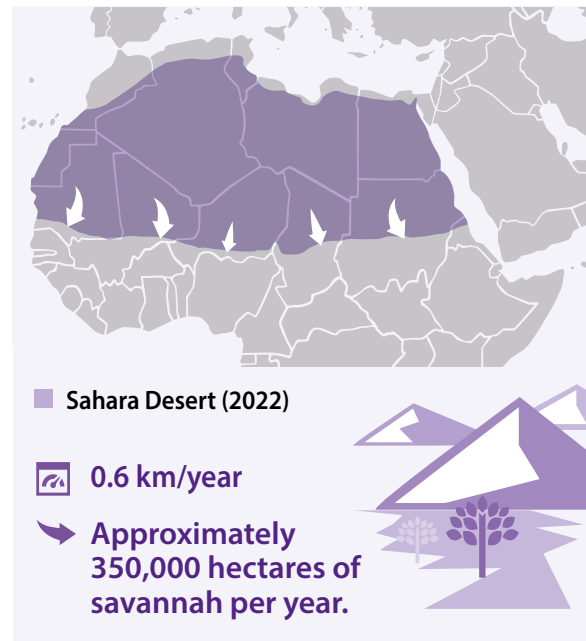 Sahara Desert (2022)
0.6 km/year
Approximately
350,000 hectares of
savannah per year.